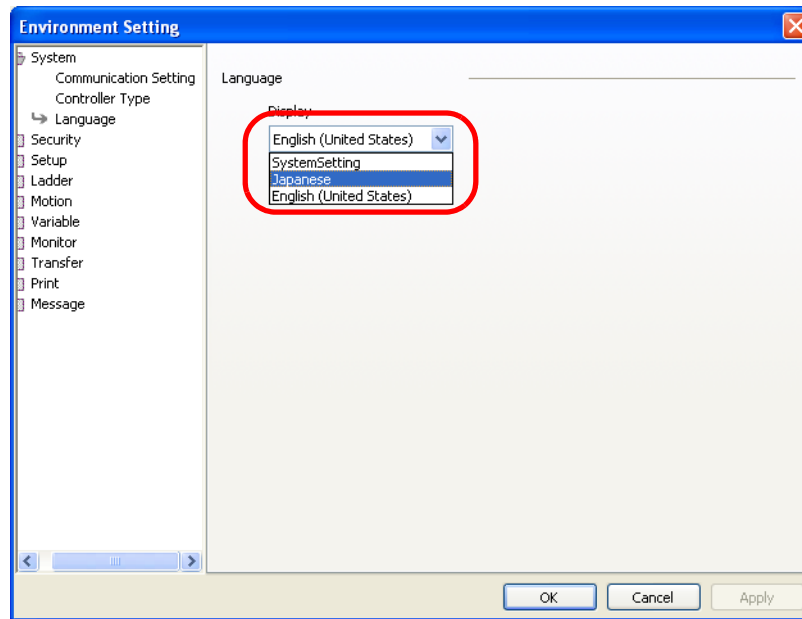 Environment Setting
System
Communication Setting
Controller Type
Language
Security
Setup
Ladder
Motion
Variable
Monitor
Transfer
Print
Message
Language
Display
English (United States)
SystemSetting
Japanese
English (United States)
OK
Cancel
Apply